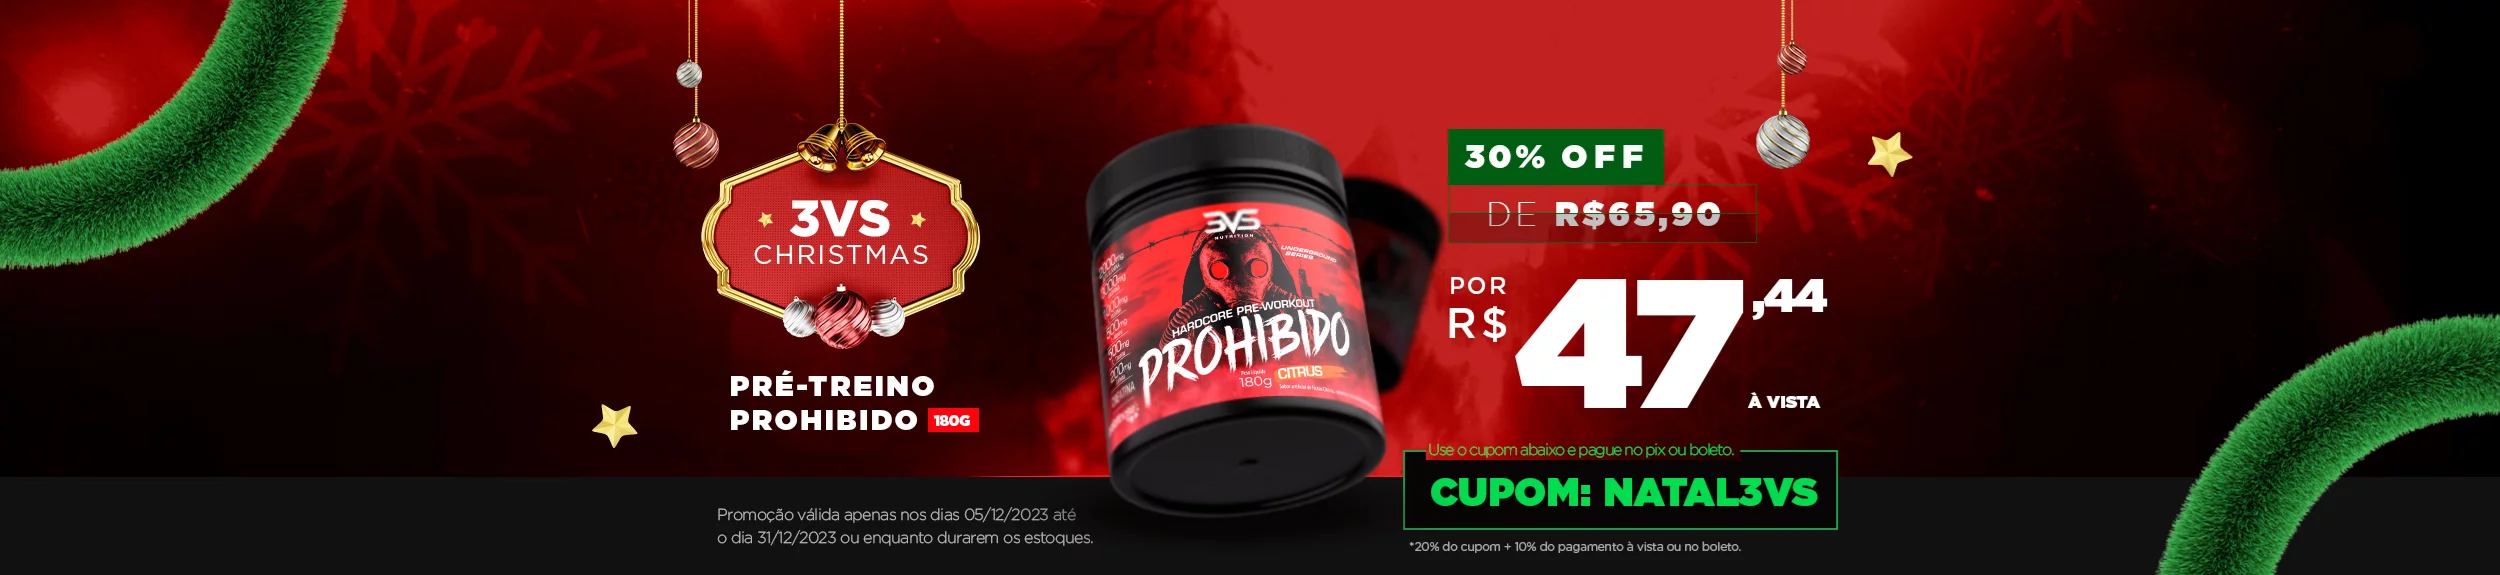 3VS
CHRISTMAS
PRÉ-TREINO
PROHIBIDO 180G
Promoção válida apenas nos dias 05/12/2023 até
o dia 31/12/2023 ou enquanto durarem os estoques.
3VS
NUTRITION
UNDERGROUND
SERIES
HARDCORE PRE-WORKOUT
PROHIBIDO
Peso Líquido
180g
CITRUS
30% OFF
DE R$65,90
POR
R$ 47,44
À VISTA
Use o cupom abaixo e pague no pix ou boleto.
CUPOM: NATAL3VS
*20% do cupom + 10% do pagamento à vista ou no boleto.